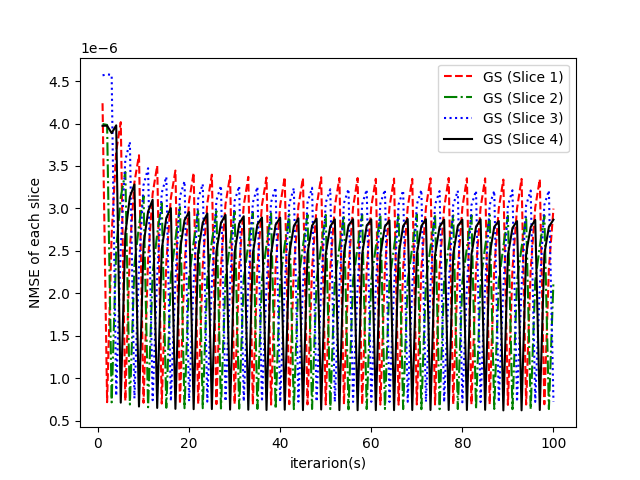 1e−6
4.5
4.0
3.5
3.0
2.5
2.0
1.5
1.0
0.5
NMSE of each slice
GS (Slice 1)
GS (Slice 2)
GS (Slice 3)
GS (Slice 4)
0 20 40 60 80 100
iterarion(s)